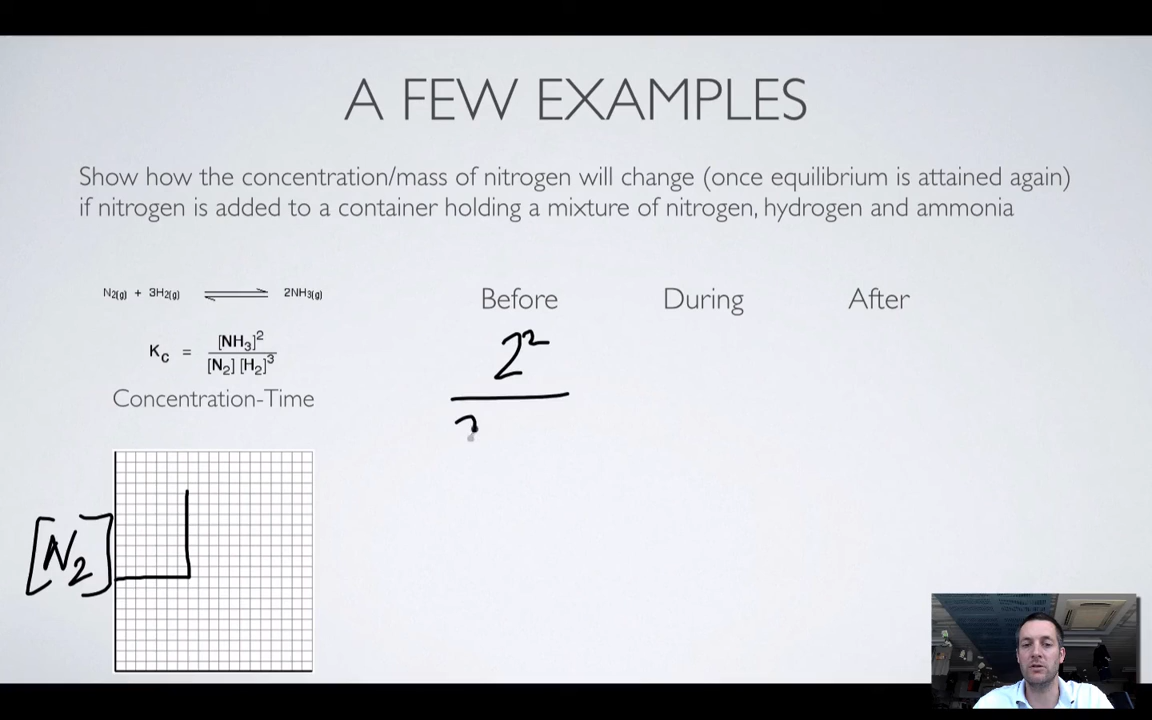 A FEW EXAMPLES
Show how the concentration/mass of nitrogen will change (once equilibrium is attained again)
if nitrogen is added to a container holding a mixture of nitrogen, hydrogen and ammonia
N2(g) + 3H2(g) ⇌ 2NH3(g)
Before During After
Kc = [NH3]²
[N2] [H2]³
2²
Concentration-Time
[N2]